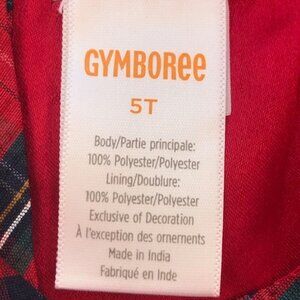 GYMBOREE
5T
Body/Partie principale:
100% Polyester/Polyester
Lining/Doublure:
100% Polyester/Polyester
Exclusive of Decoration
À l'exception des ornements
Made in India
Fabriqué en Inde